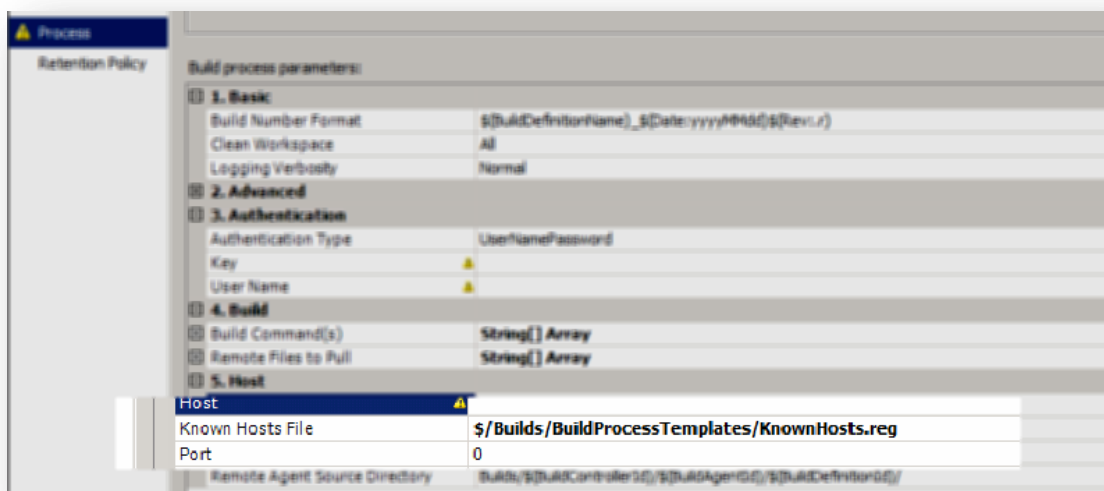 Process
Retention Policy
Build process parameters:
1. Basic
Build Number Format $(BuildDefinitionName)_$(Date:yyyyMMdd)$(Rev:.r)
Clean Workspace All
Logging Verbosity Normal
2. Advanced
3. Authentication
Authentication Type UserNamePassword
Key
User Name
4. Build
Build Command(s) String[] Array
Remote Files to Pull String[] Array
5. Host
Host
Known Hosts File $/Builds/BuildProcessTemplates/KnownHosts.reg
Port 0
Remote Agent Source Directory Builds/$(BuildControllerId)/$(BuildAgentId)/$(BuildDefinitionId)/